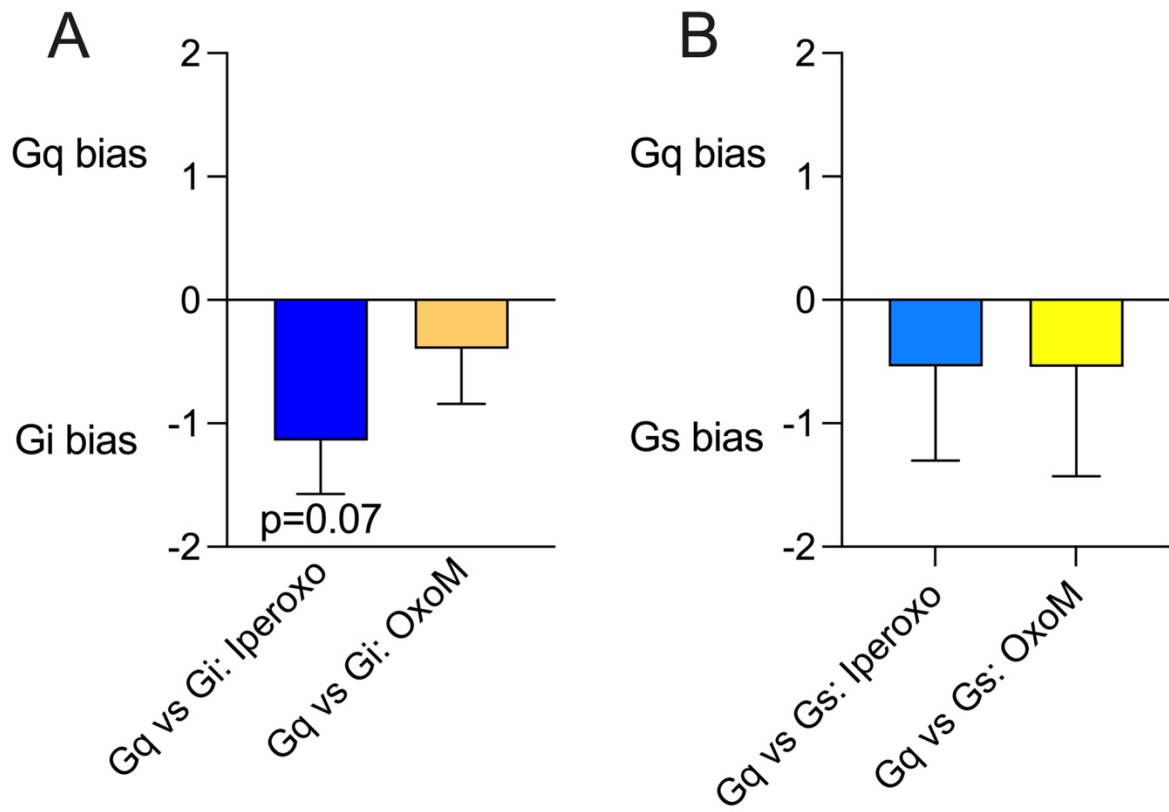 A
2
Gq bias
1
0
Gi bias
-1
p=0.07
-2
Gq vs Gi: Iperoxo
Gq vs Gi: OxoM
B
2
Gq bias
1
0
Gs bias
-1
-2
Gq vs Gs: Iperoxo
Gq vs Gs: OxoM